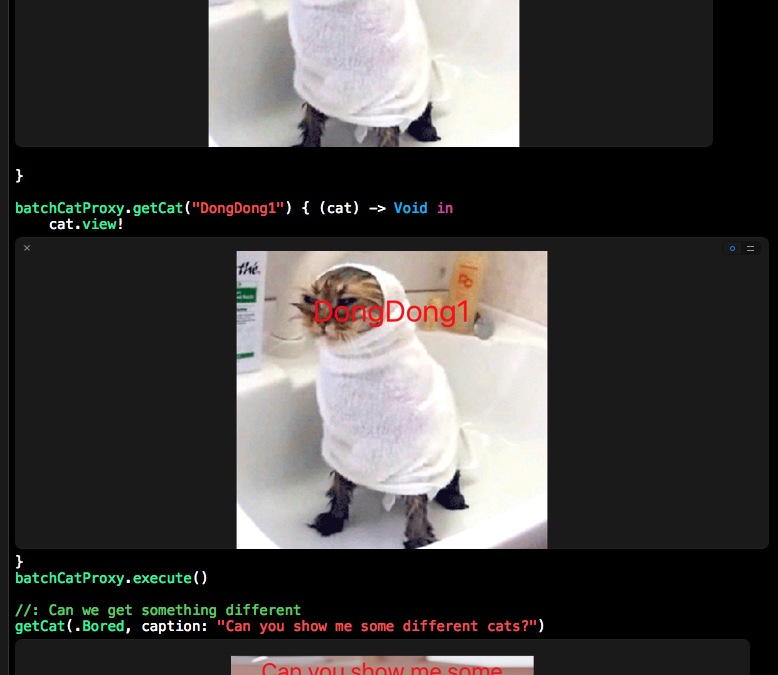 }
batchCatProxy.getCat("DongDong1") { (cat) -> Void in
    cat.view!
thé.
DongDong1
}
batchCatProxy.execute()
//: Can we get something different
getCat(.Bored, caption: "Can you show me some different cats?")
Can you show me some